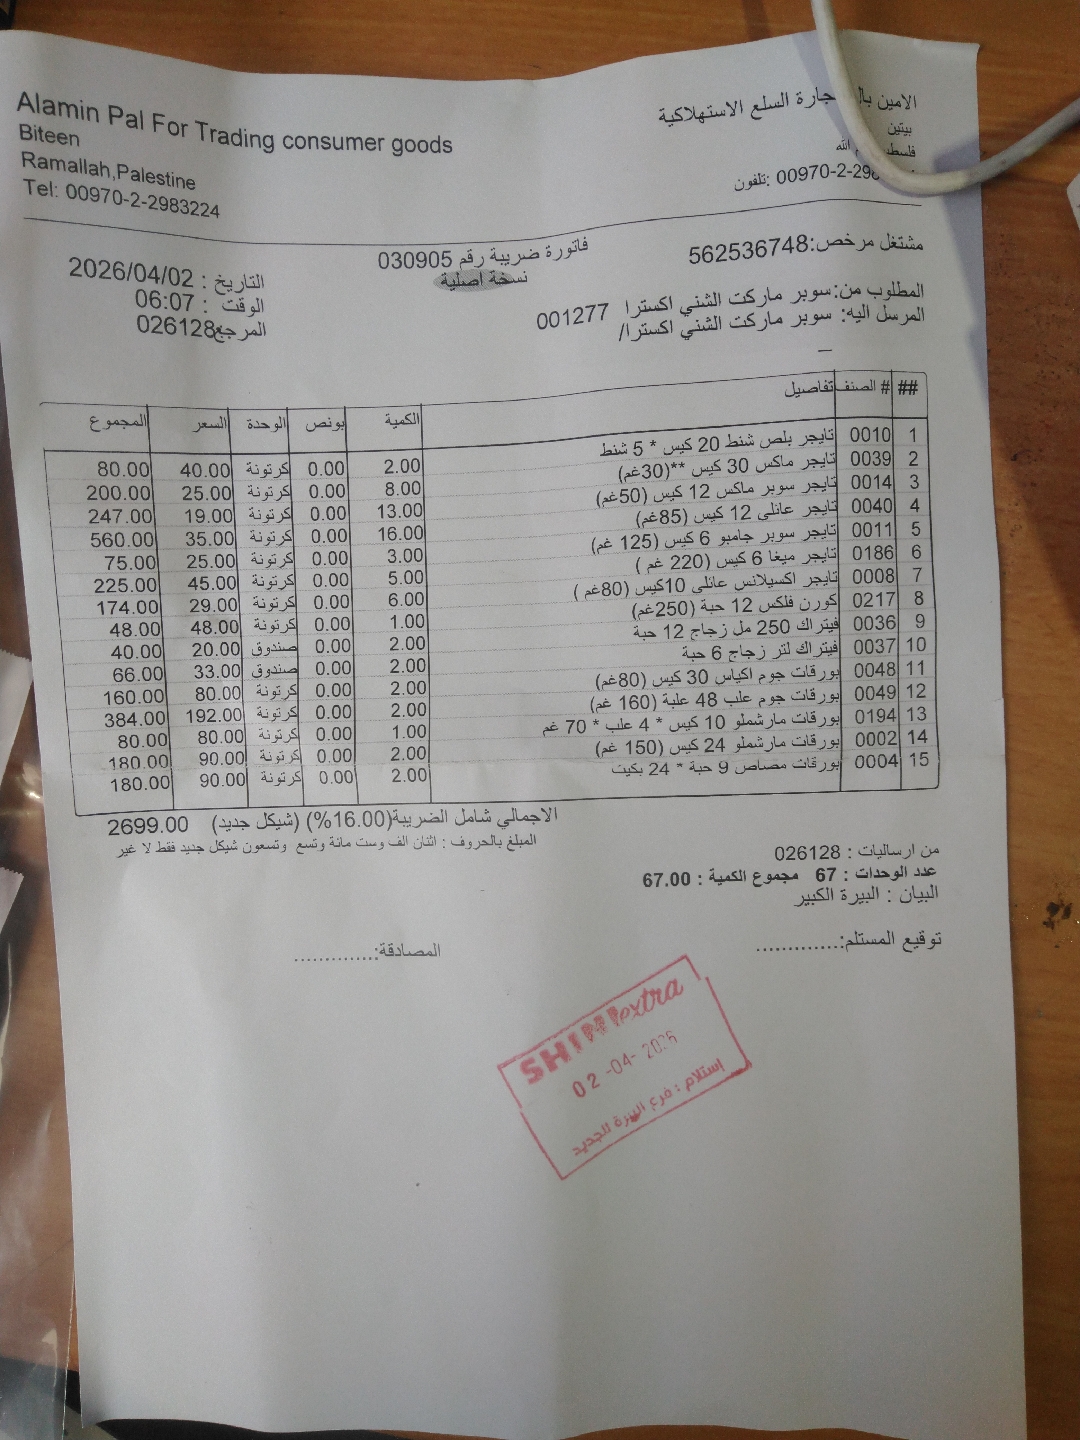 Alamin Pal For Trading consumer goods
Biteen
Ramallah,Palestine
Tel: 00970-2-2983224
الامين جارة السلع الاستهلاكية
بيتين
الله
تلفون: 00970-2-298
مشتغل مرخص:562536748
فاتورة ضريبة رقم 030905
نسخة اصلية
التاريخ : 2026/04/02
الوقت : 06:07
المرجع026128
المطلوب من:سوبر ماركت الشني اكسترا 001277
المرسل اليه: سوبر ماركت الشني اكسترا/
_
## # الصنف تفاصيل الكمية بونص الوحدة السعر المجموع
1 0010 تايجر بلص شنط 20 كيس * 5 شنط 2.00 0.00 كرتونة 40.00 80.00
2 0039 تايجر ماكس 30 كيس **(30غم) 8.00 0.00 كرتونة 25.00 200.00
3 0014 تايجر سوبر ماكس 12 كيس (50غم) 13.00 0.00 كرتونة 19.00 247.00
4 0040 تايجر عائلي 12 كيس (85غم) 16.00 0.00 كرتونة 35.00 560.00
5 0011 تايجر سوبر جامبو 6 كيس (125 غم) 3.00 0.00 كرتونة 25.00 75.00
6 0186 تايجر ميغا 6 كيس (220 غم ) 5.00 0.00 كرتونة 45.00 225.00
7 0008 تايجر اكسيلانس عائلي 10كيس (80غم ) 6.00 0.00 كرتونة 29.00 174.00
8 0217 كورن فلكس 12 حبة (250غم) 1.00 0.00 كرتونة 48.00 48.00
9 0036 فيتراك 250 مل زجاج 12 حبة 2.00 0.00 صندوق 20.00 40.00
10 0037 فيتراك لتر زجاج 6 حبة 2.00 0.00 صندوق 33.00 66.00
11 0048 بورقات جوم اكياس 30 كيس (80غم) 2.00 0.00 كرتونة 80.00 160.00
12 0049 بورقات جوم علب 48 علبة (160 غم) 2.00 0.00 كرتونة 192.00 384.00
13 0194 بورقات مارشملو 10 كيس * 4 علب * 70 غم 1.00 0.00 كرتونة 80.00 80.00
14 0002 بورقات مارشملو 24 كيس (150 غم) 2.00 0.00 كرتونة 90.00 180.00
15 0004 بورقات مصاص 9 حبة * 24 بكيت 2.00 0.00 كرتونة 90.00 180.00
الاجمالي شامل الضريبة(16.00%) (شيكل جديد) 2699.00
المبلغ بالحروف : اثنان الف وست مائة وتسع وتسعون شيكل جديد فقط لا غير
من ارساليات : 026128
عدد الوحدات : 67 مجموع الكمية : 67.00
البيان : البيرة الكبير
توقيع المستلم:..............
المصادقة:..............
SHINI extra
02 -04- 2026
إستلام : فرع البيرة الجديد